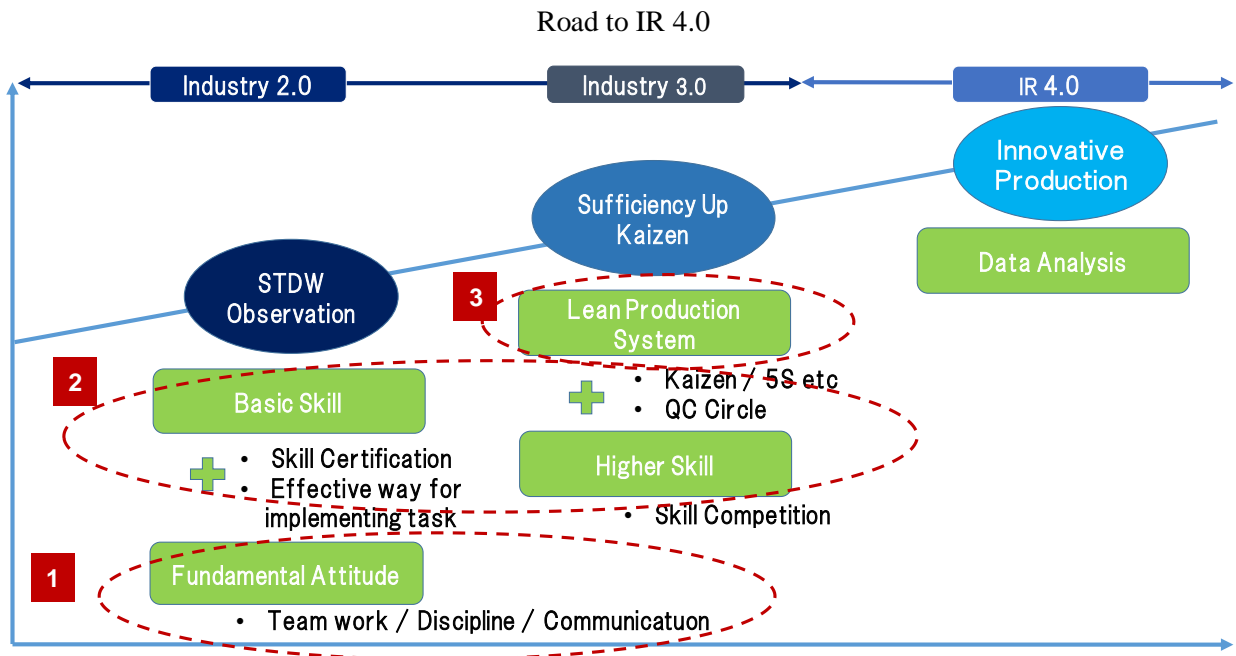 Road to IR 4.0
Industry 2.0
Industry 3.0
IR 4.0
Innovative
Production
Sufficiency Up
Kaizen
Data Analysis
STDW
Observation
3
Lean Production
System
2
• Kaizen / 5S etc
• QC Circle
Basic Skill
• Skill Certification
• Effective way for
implementing task
Higher Skill
• Skill Competition
1
Fundamental Attitude
• Team work / Discipline / Communicatuon